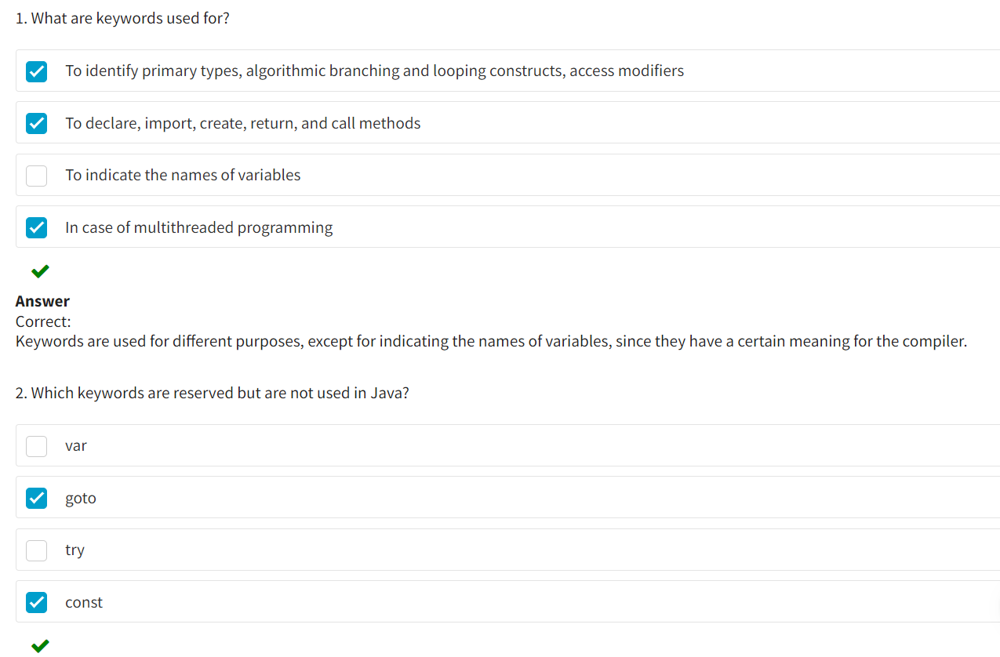 1. What are keywords used for?
To identify primary types, algorithmic branching and looping constructs, access modifiers
To declare, import, create, return, and call methods
To indicate the names of variables
In case of multithreaded programming
Answer
Correct:
Keywords are used for different purposes, except for indicating the names of variables, since they have a certain meaning for the compiler.
2. Which keywords are reserved but are not used in Java?
var
goto
try
const